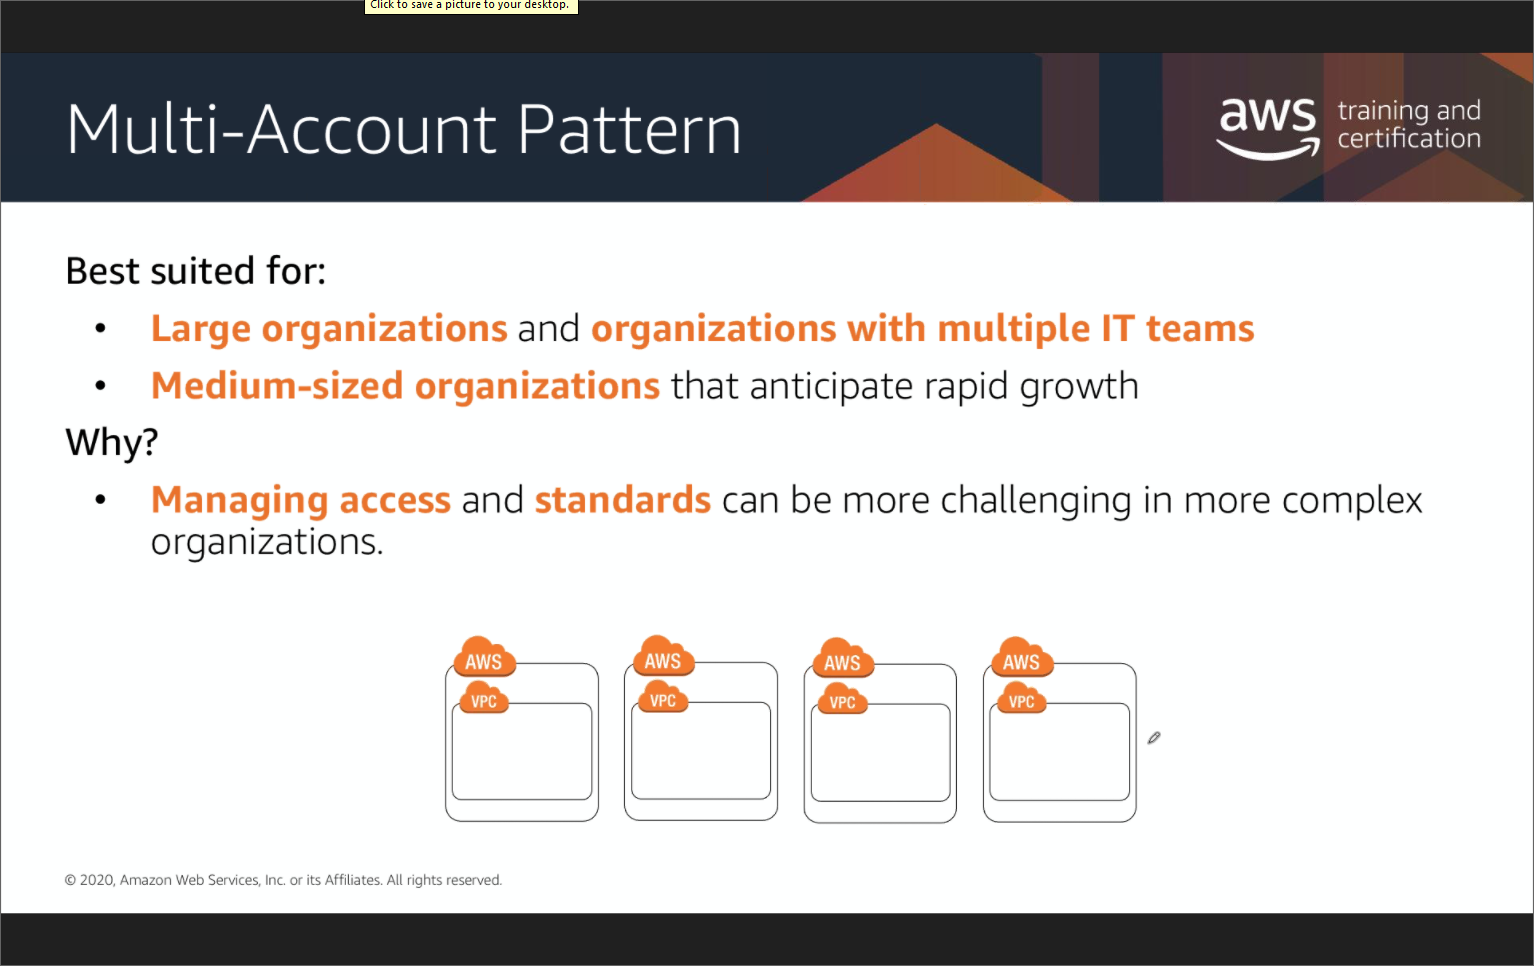 Click to save a picture to your desktop.
Multi-Account Pattern
aws training and
certification
Best suited for:
• Large organizations and organizations with multiple IT teams
• Medium-sized organizations that anticipate rapid growth
Why?
• Managing access and standards can be more challenging in more complex
organizations.
AWS AWS AWS AWS
VPC VPC VPC VPC
© 2020, Amazon Web Services, Inc. or its Affiliates. All rights reserved.